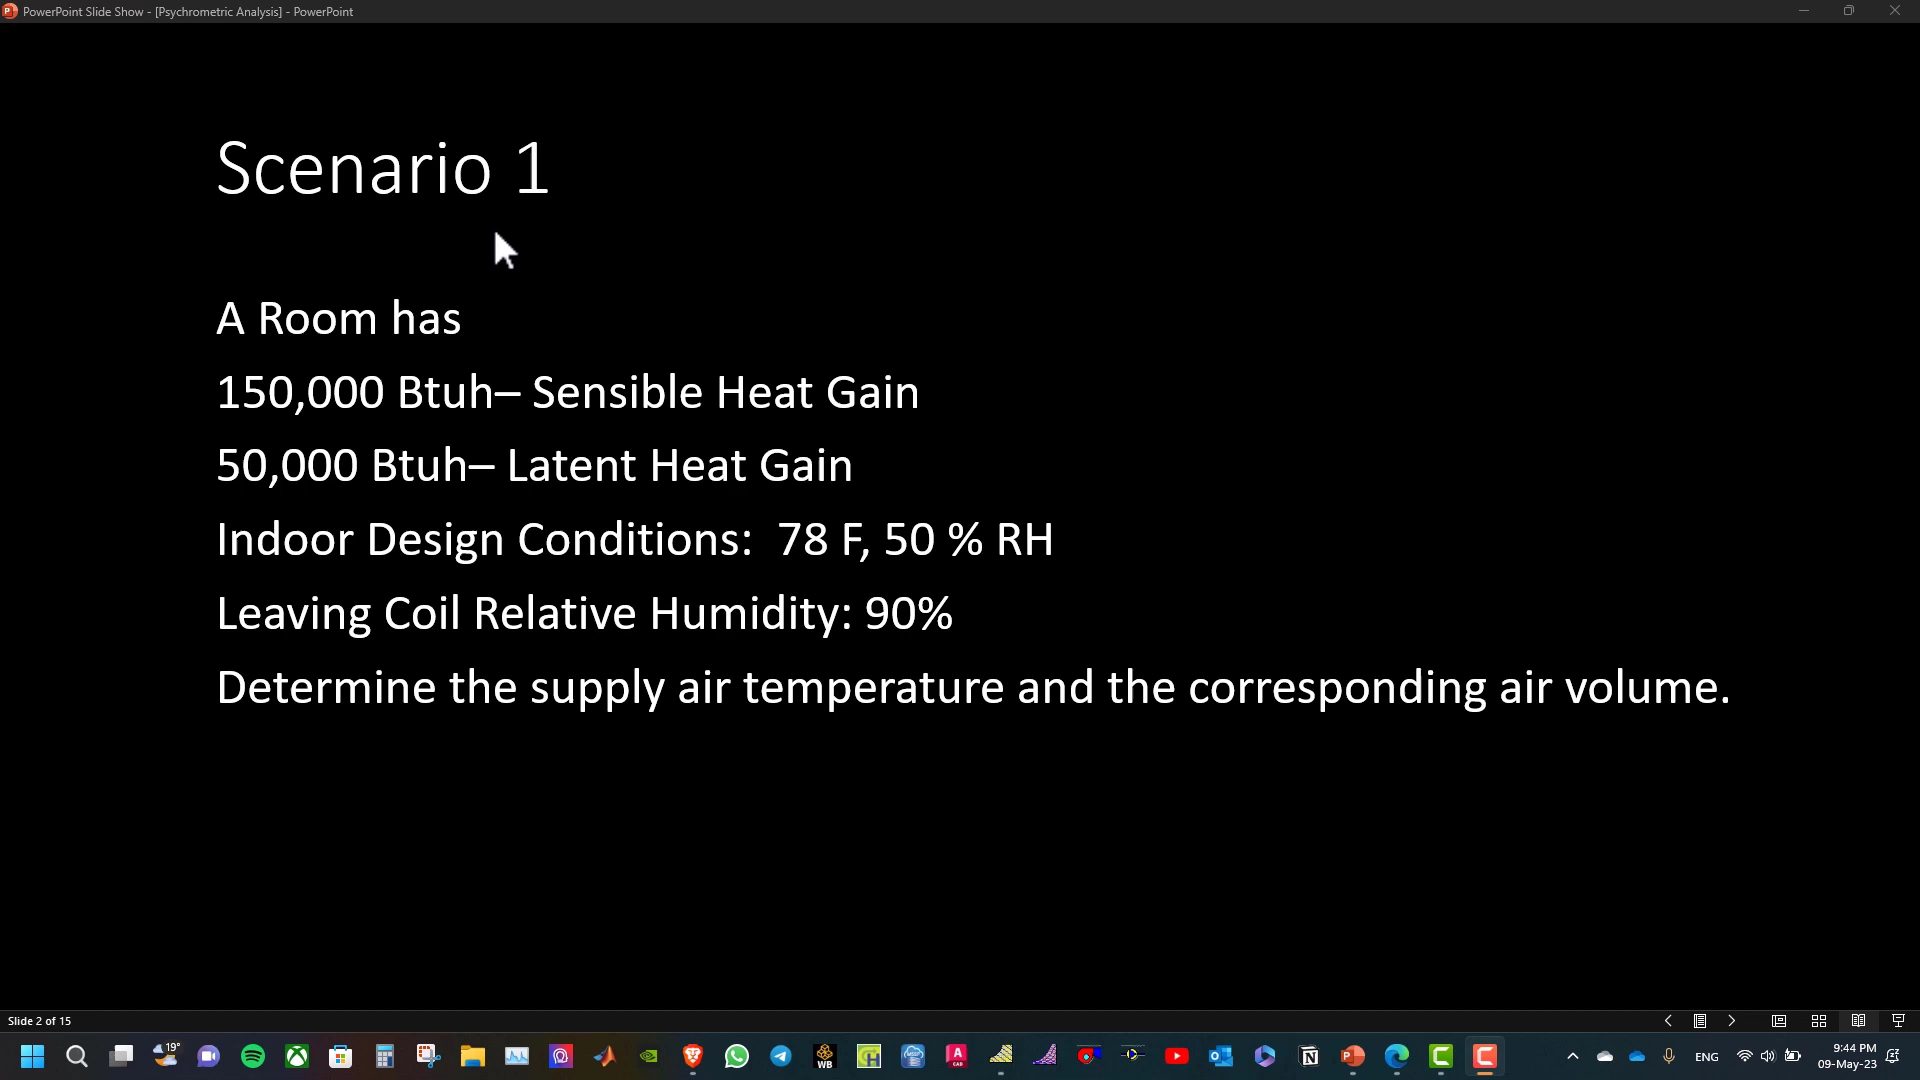 PowerPoint Slide Show - [Psychrometric Analysis] - PowerPoint
Scenario 1
A Room has
150,000 Btuh– Sensible Heat Gain
50,000 Btuh– Latent Heat Gain
Indoor Design Conditions:  78 F, 50 % RH
Leaving Coil Relative Humidity: 90%
Determine the supply air temperature and the corresponding air volume.
Slide 2 of 15
19°
WB
A
CAD
N
ENG
9:44 PM
09-May-23